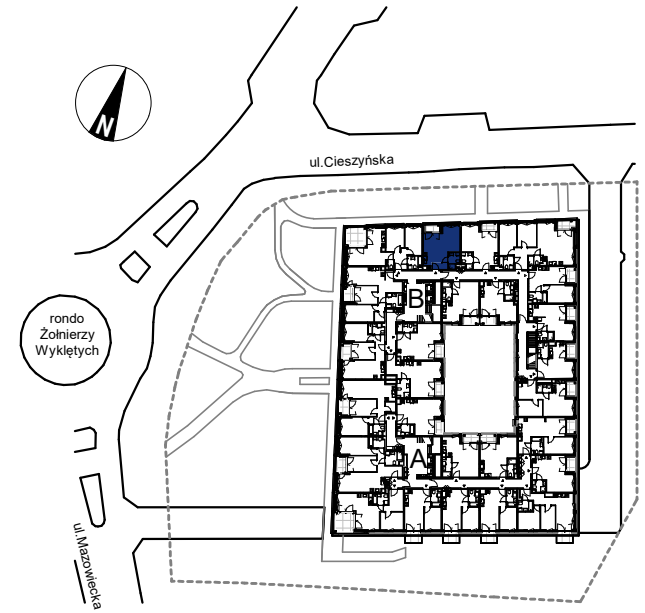 N
ul.Cieszyńska
B
rondo
Żołnierzy
Wyklętych
A
ul.Mazowiecka